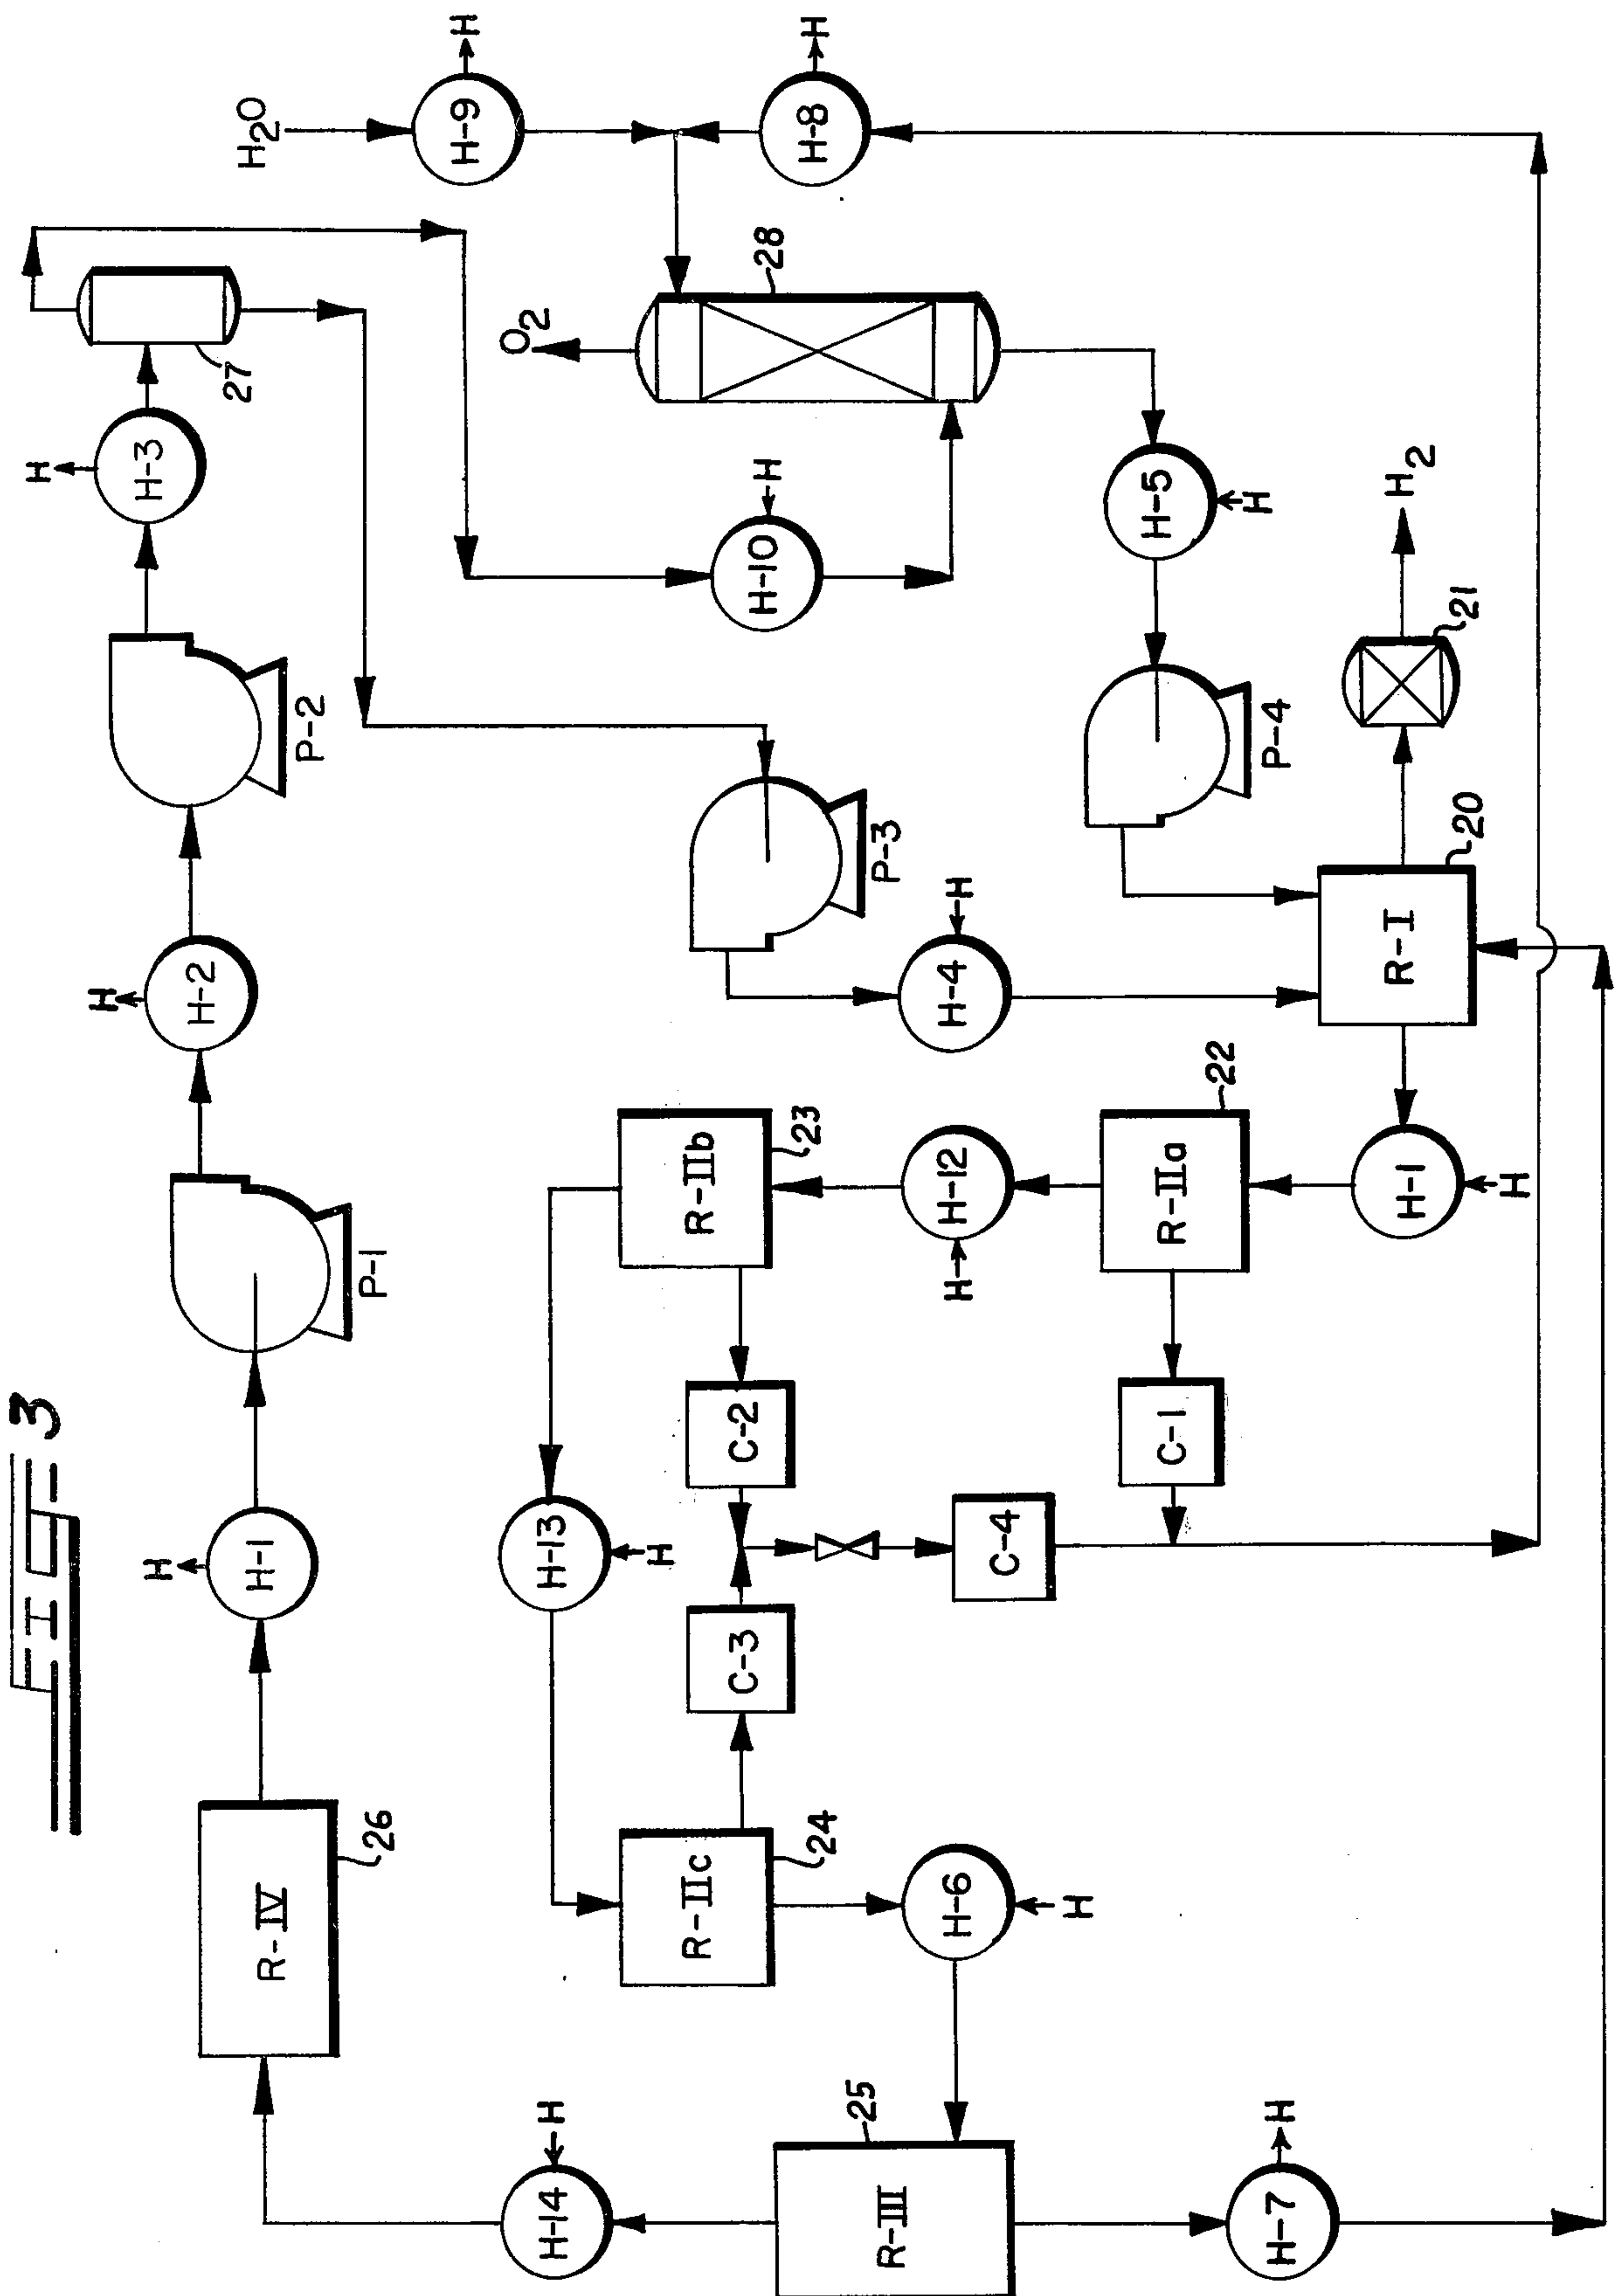 FIG-3
R-IV
26
H-1
H
P-1
H-2
H
P-2
H-3
H
27
H-14
H
H-13
H
H-10
H
O2
28
H2O
H-9
H
R-IIc
24
C-3
C-2
R-IIb
23
P-3
H-8
H
R-III
25
H-6
H
C-4
H-12
H
H-4
H
C-1
R-IIa
22
P-4
H-5
H
H-7
H
H-1
H
R-I
20
21
H2